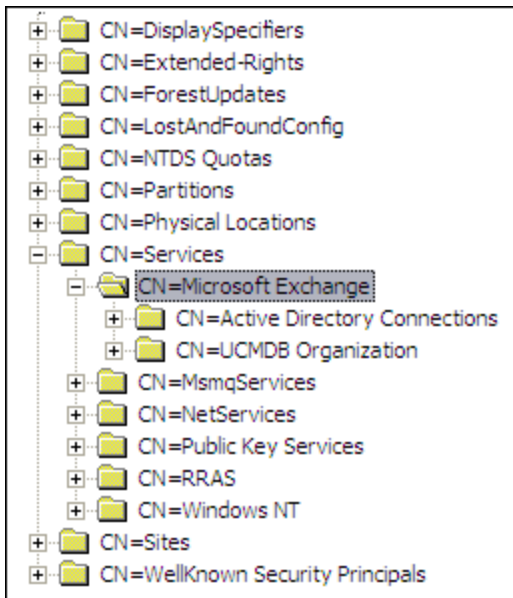 CN=DisplaySpecifiers
CN=Extended-Rights
CN=ForestUpdates
CN=LostAndFoundConfig
CN=NTDS Quotas
CN=Partitions
CN=Physical Locations
CN=Services
CN=Microsoft Exchange
CN=Active Directory Connections
CN=UCMDB Organization
CN=MsmqServices
CN=NetServices
CN=Public Key Services
CN=RRAS
CN=Windows NT
CN=Sites
CN=WellKnown Security Principals